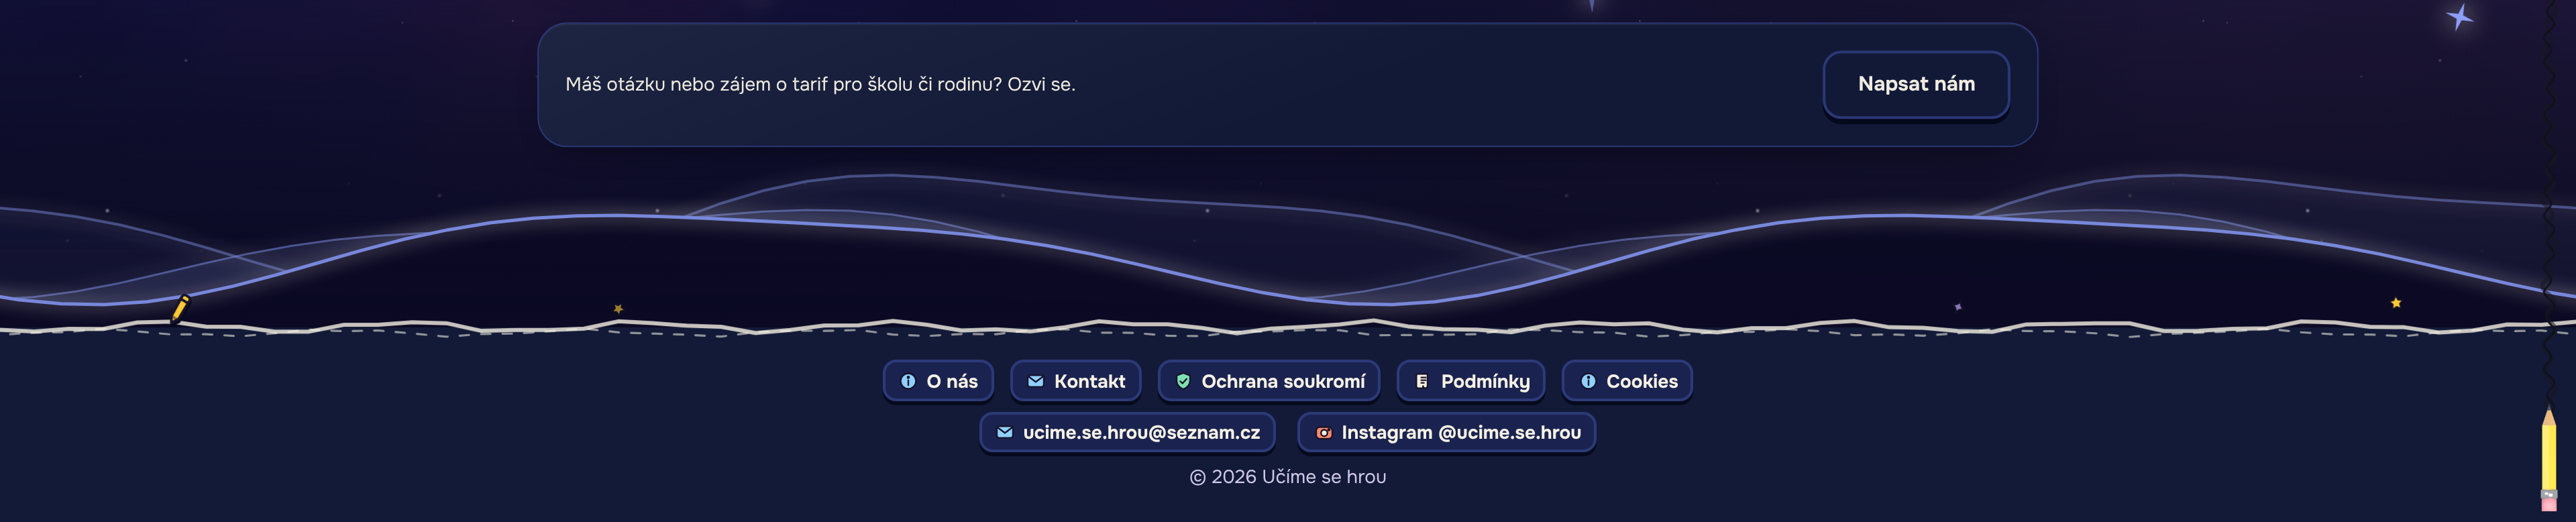 Máš otázku nebo zájem o tarif pro školu či rodinu? Ozvi se.
Napsat nám
O nás
Kontakt
Ochrana soukromí
Podmínky
Cookies
ucime.se.hrou@seznam.cz
Instagram @ucime.se.hrou
© 2026 Učíme se hrou